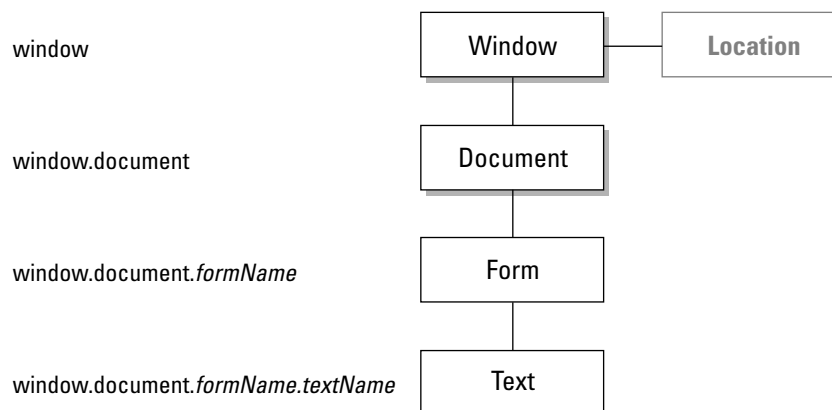 window
Window
Location
window.document
Document
window.document.formName
Form
window.document.formName.textName
Text